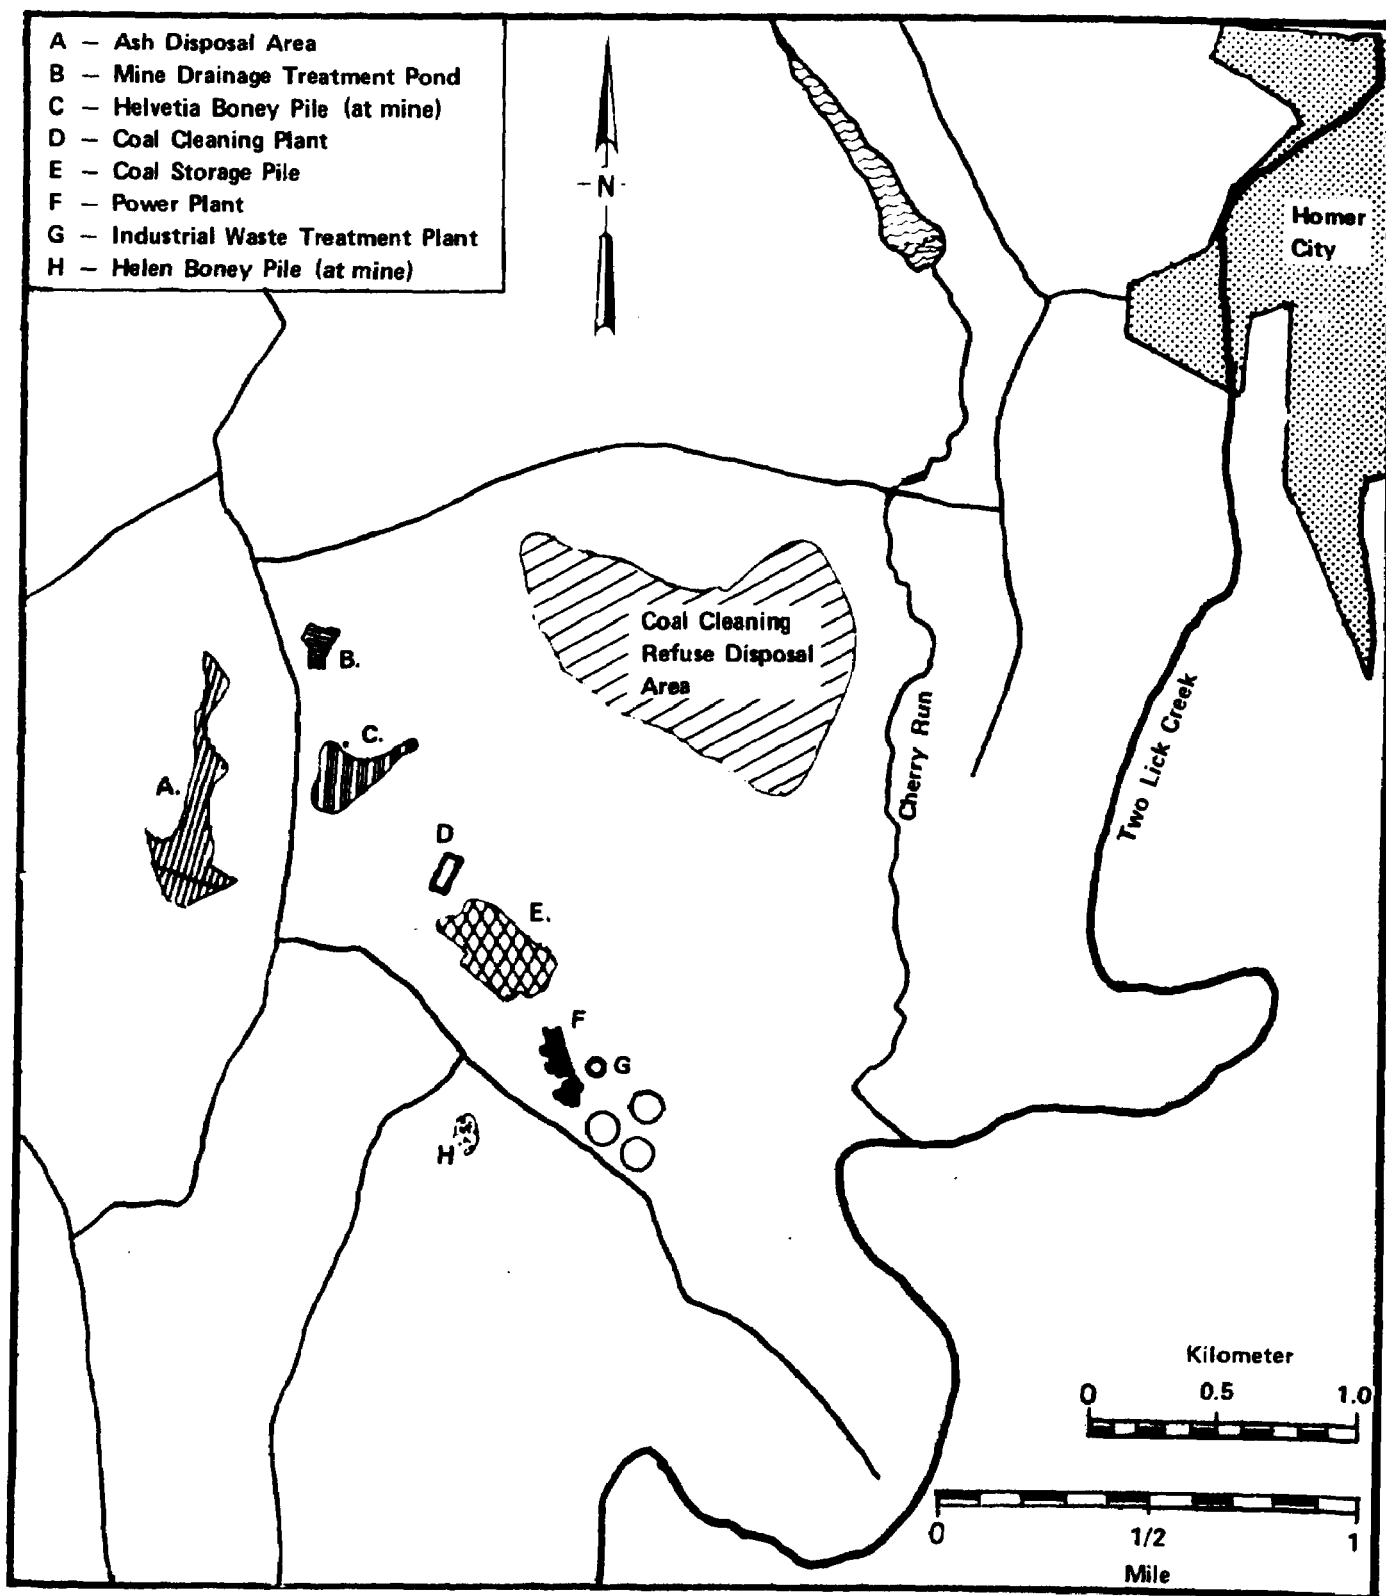 A – Ash Disposal Area
B – Mine Drainage Treatment Pond
C – Helvetia Boney Pile (at mine)
D – Coal Cleaning Plant
E – Coal Storage Pile
F – Power Plant
G – Industrial Waste Treatment Plant
H – Helen Boney Pile (at mine)
N
Homer
City
Coal Cleaning
Refuse Disposal
Area
B.
C.
A.
Cherry Run
Two Lick Creek
D
E.
F
G
H
Kilometer
0 0.5 1.0
0 1/2 1
Mile